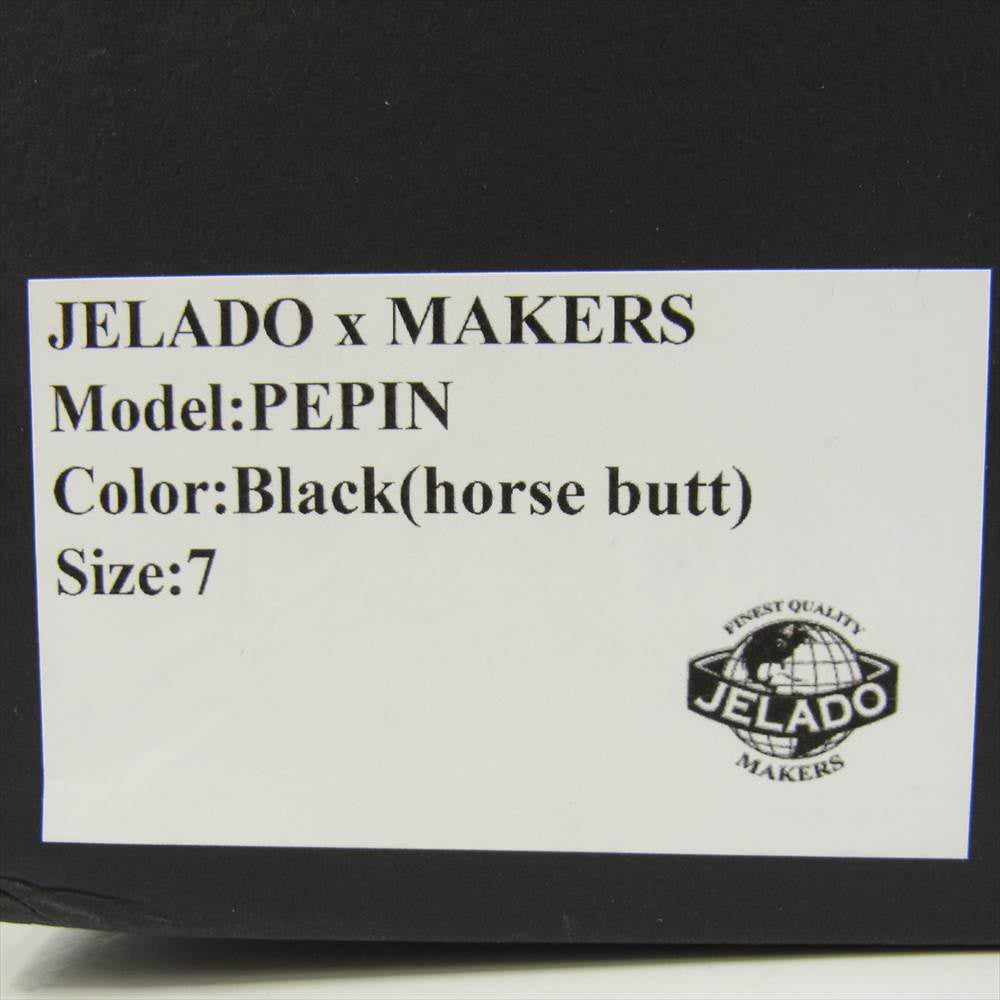 JELADO x MAKERS
Model:PEPIN
Color:Black(horse butt)
Size:7
FINEST QUALITY
JELADO
MAKERS